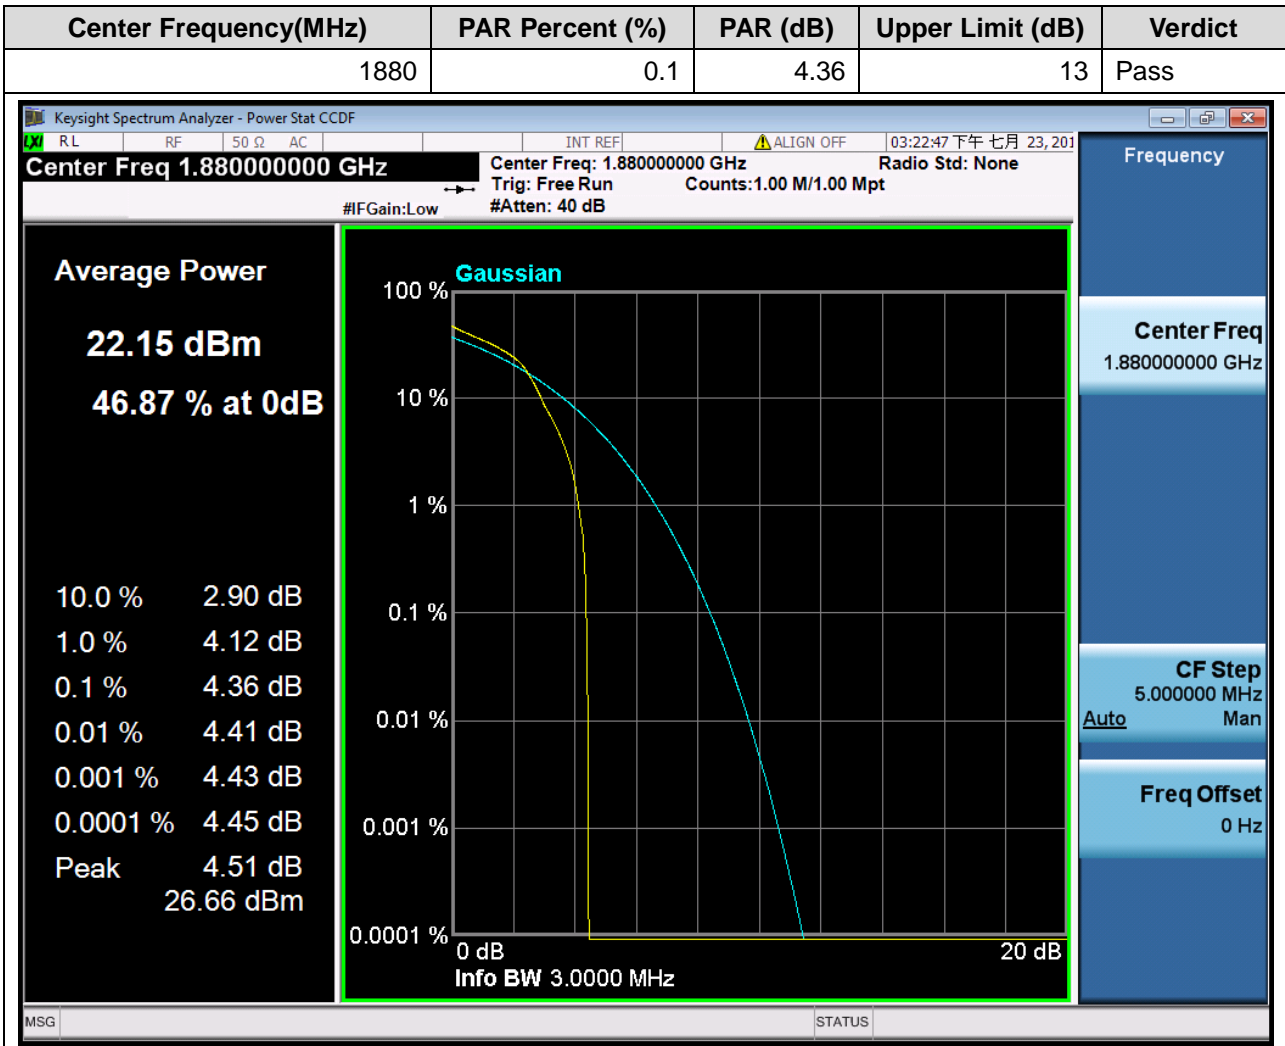 Center Frequency(MHz) PAR Percent (%) PAR (dB) Upper Limit (dB) Verdict
1880 0.1 4.36 13 Pass
Keysight Spectrum Analyzer - Power Stat CCDF
LXI RL RF 50 Ω AC INT REF ALIGN OFF 03:22:47 下午 七月 23, 201
Center Freq 1.880000000 GHz
Center Freq: 1.880000000 GHz Radio Std: None
Trig: Free Run Counts:1.00 M/1.00 Mpt
#IFGain:Low #Atten: 40 dB
Frequency
Average Power
22.15 dBm
46.87 % at 0dB
10.0 % 2.90 dB
1.0 % 4.12 dB
0.1 % 4.36 dB
0.01 % 4.41 dB
0.001 % 4.43 dB
0.0001 % 4.45 dB
Peak 4.51 dB
26.66 dBm
Gaussian
100 %
10 %
1 %
0.1 %
0.01 %
0.001 %
0.0001 %
0 dB 20 dB
Info BW 3.0000 MHz
Center Freq
1.880000000 GHz
CF Step
5.000000 MHz
Auto Man
Freq Offset
0 Hz
MSG STATUS